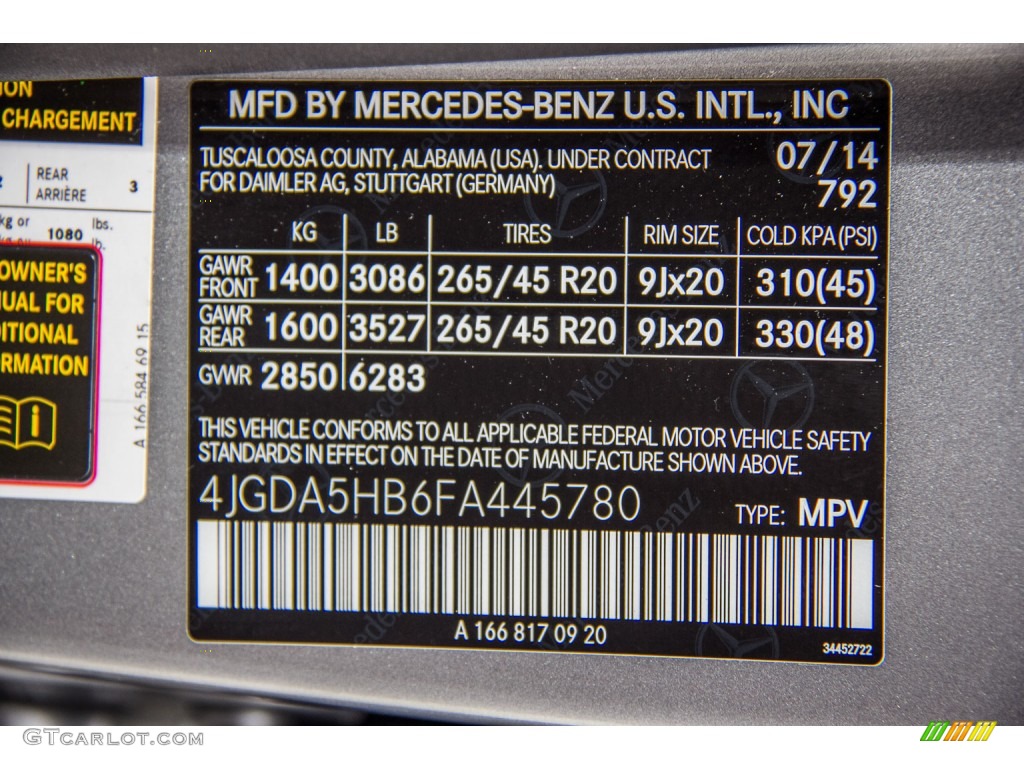 ION
CHARGEMENT
REAR
ARRIÈRE
3
kg or
1080
lbs.
lb.
OWNER'S
UAL FOR
DITIONAL
ORMATION
i
A 166 584 69 15
MFD BY MERCEDES-BENZ U.S. INTL., INC
TUSCALOOSA COUNTY, ALABAMA (USA). UNDER CONTRACT
FOR DAIMLER AG, STUTTGART (GERMANY)
07/14
792
KG LB TIRES RIM SIZE COLD KPA (PSI)
GAWR
FRONT 1400 3086 265/45 R20 9Jx20 310(45)
GAWR
REAR 1600 3527 265/45 R20 9Jx20 330(48)
GVWR 2850 6283
THIS VEHICLE CONFORMS TO ALL APPLICABLE FEDERAL MOTOR VEHICLE SAFETY
STANDARDS IN EFFECT ON THE DATE OF MANUFACTURE SHOWN ABOVE.
4JGDA5HB6FA445780
TYPE: MPV
A 166 817 09 20
34452722
GTCARLOT.COM